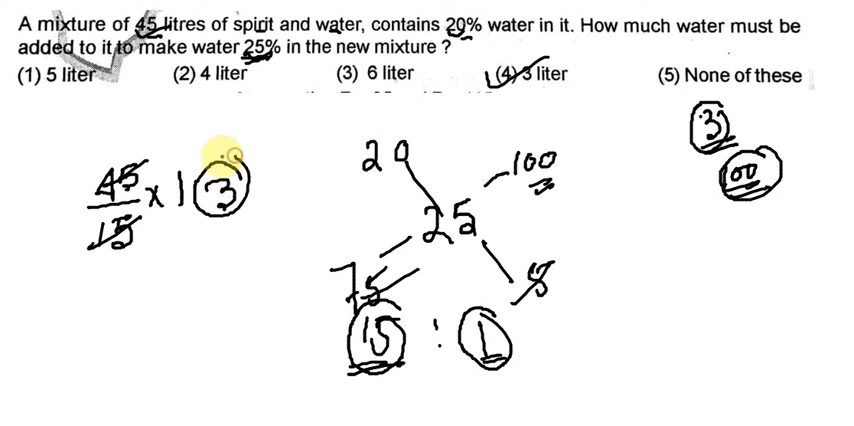 A mixture of 45 litres of spirit and water, contains 20% water in it. How much water must be
added to it to make water 25% in the new mixture ?
(1) 5 liter (2) 4 liter (3) 6 liter (4) 3 liter (5) None of these
3
100
20 100
45/15 x 1 3
25
75 5
15 : 1